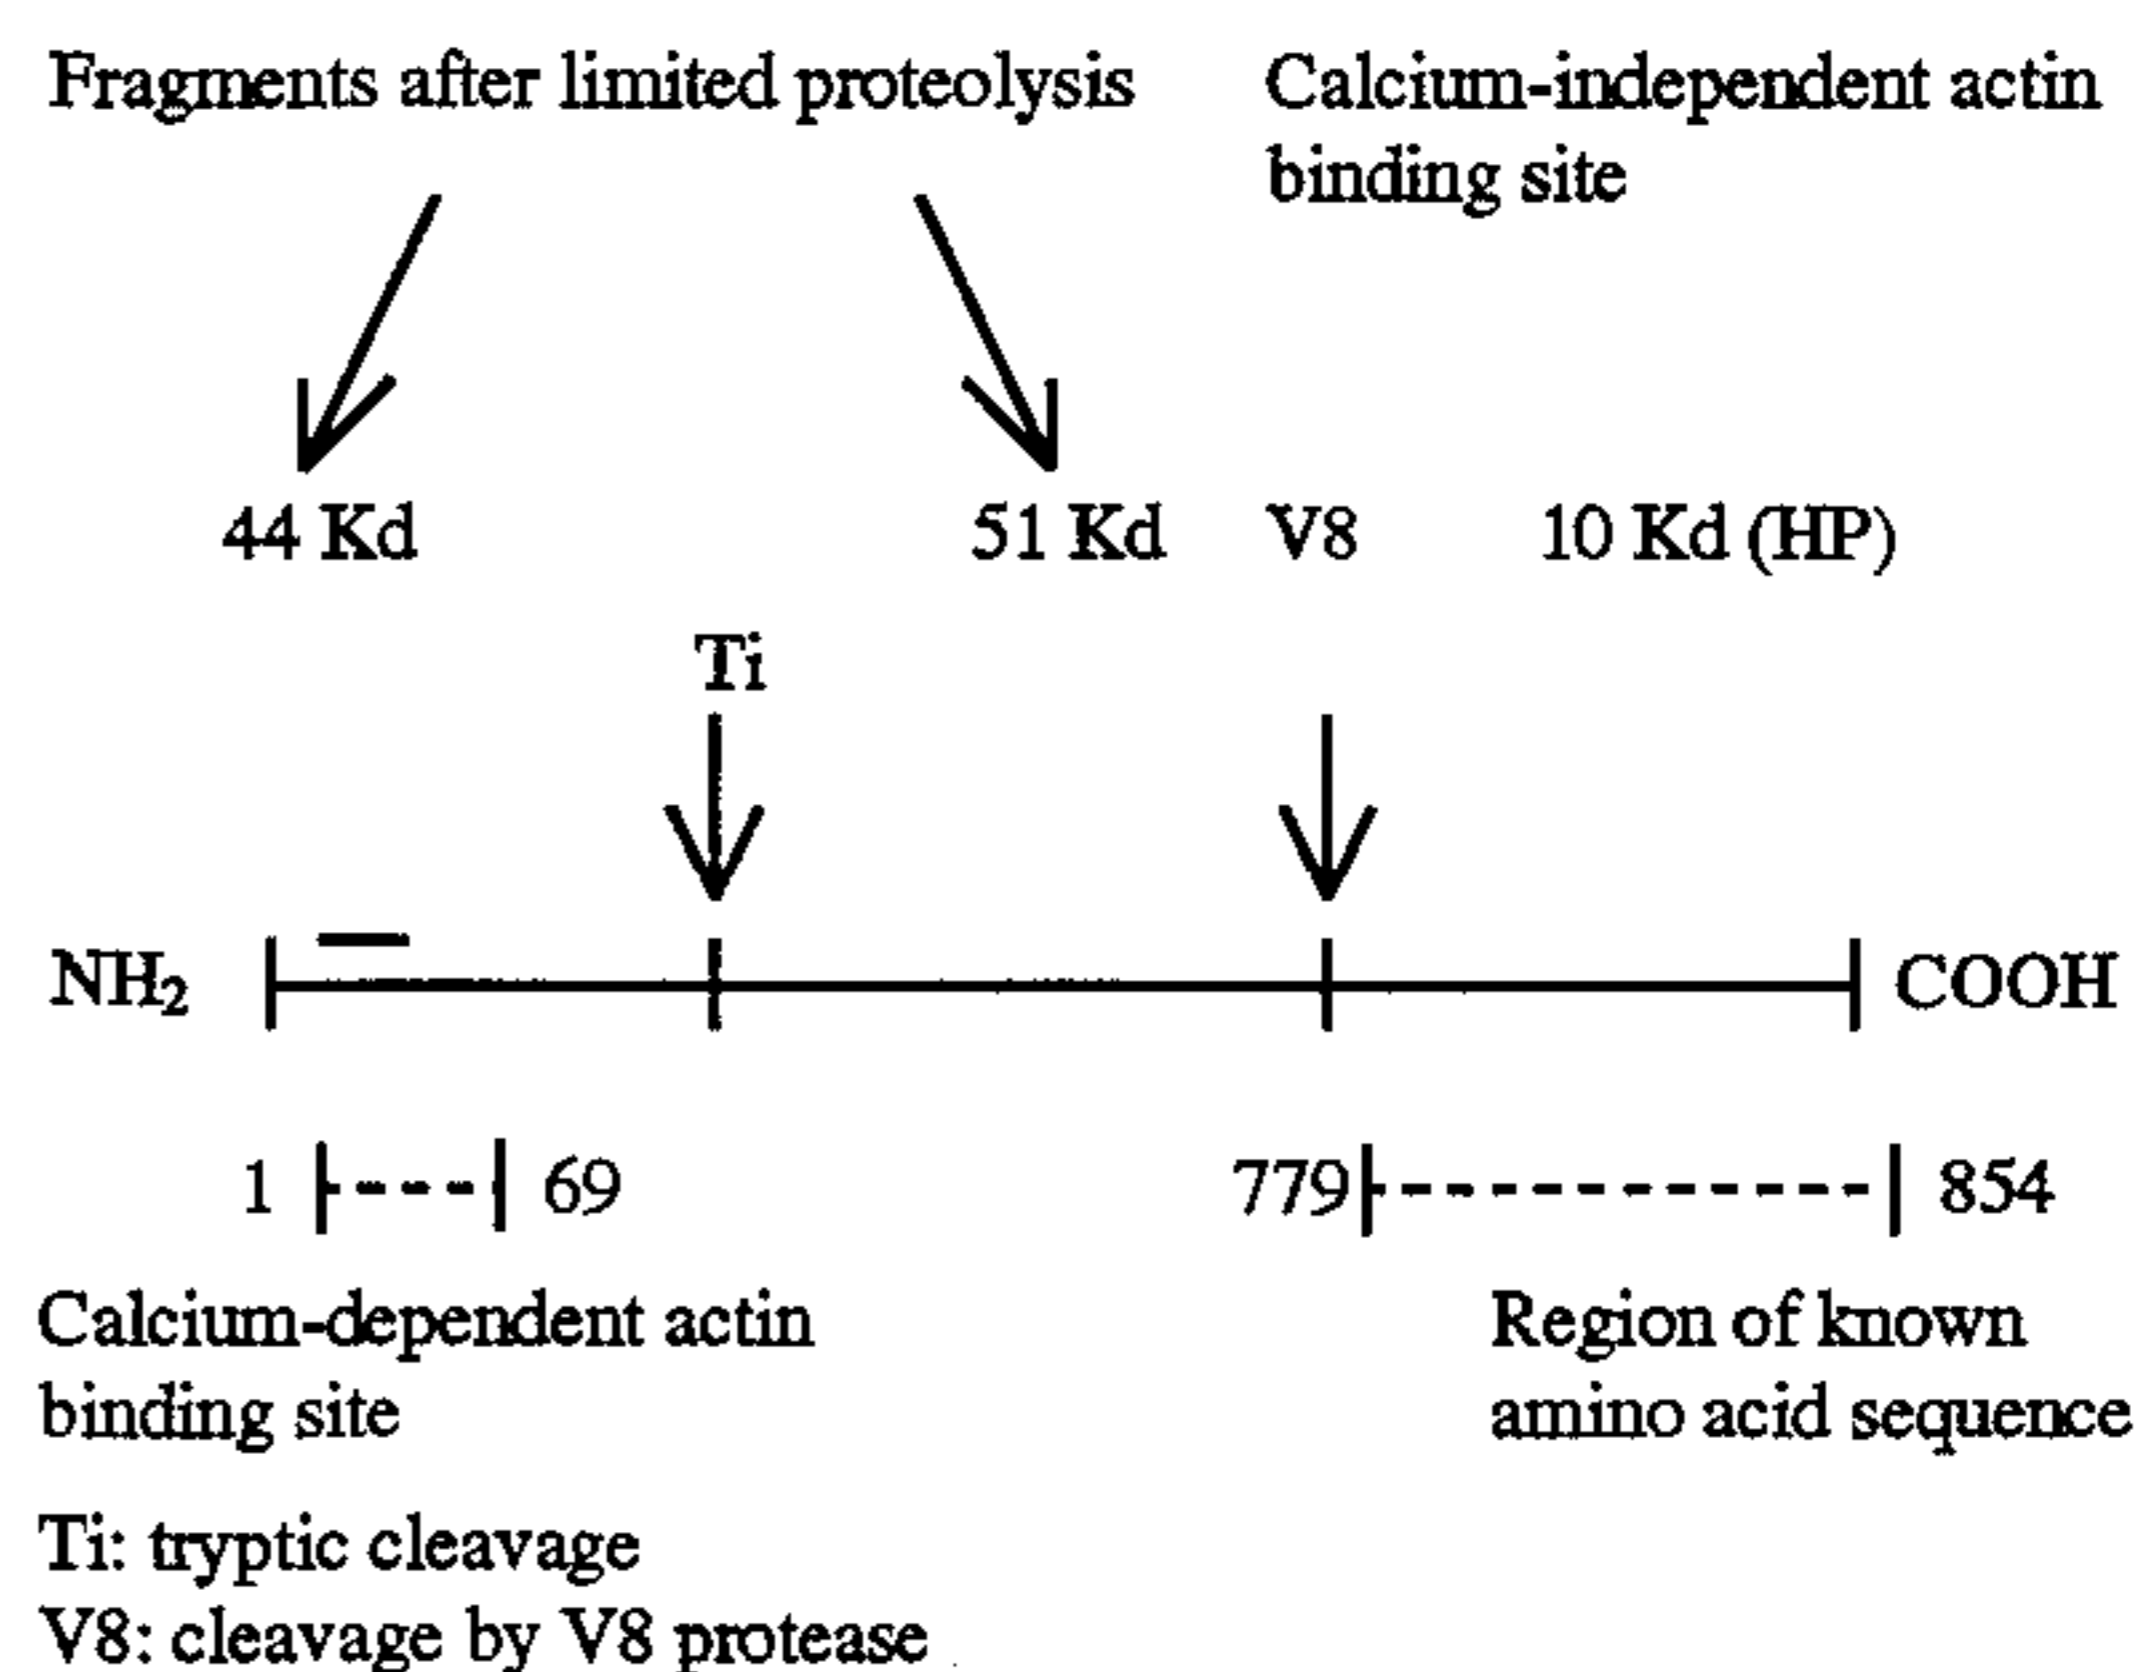 Fragments after limited proteolysis
Calcium-independent actin
binding site
44 Kd
51 Kd
V8
10 Kd (HP)
Ti
NH2
COOH
1
69
779
854
Calcium-dependent actin
binding site
Region of known
amino acid sequence
Ti: tryptic cleavage
V8: cleavage by V8 protease